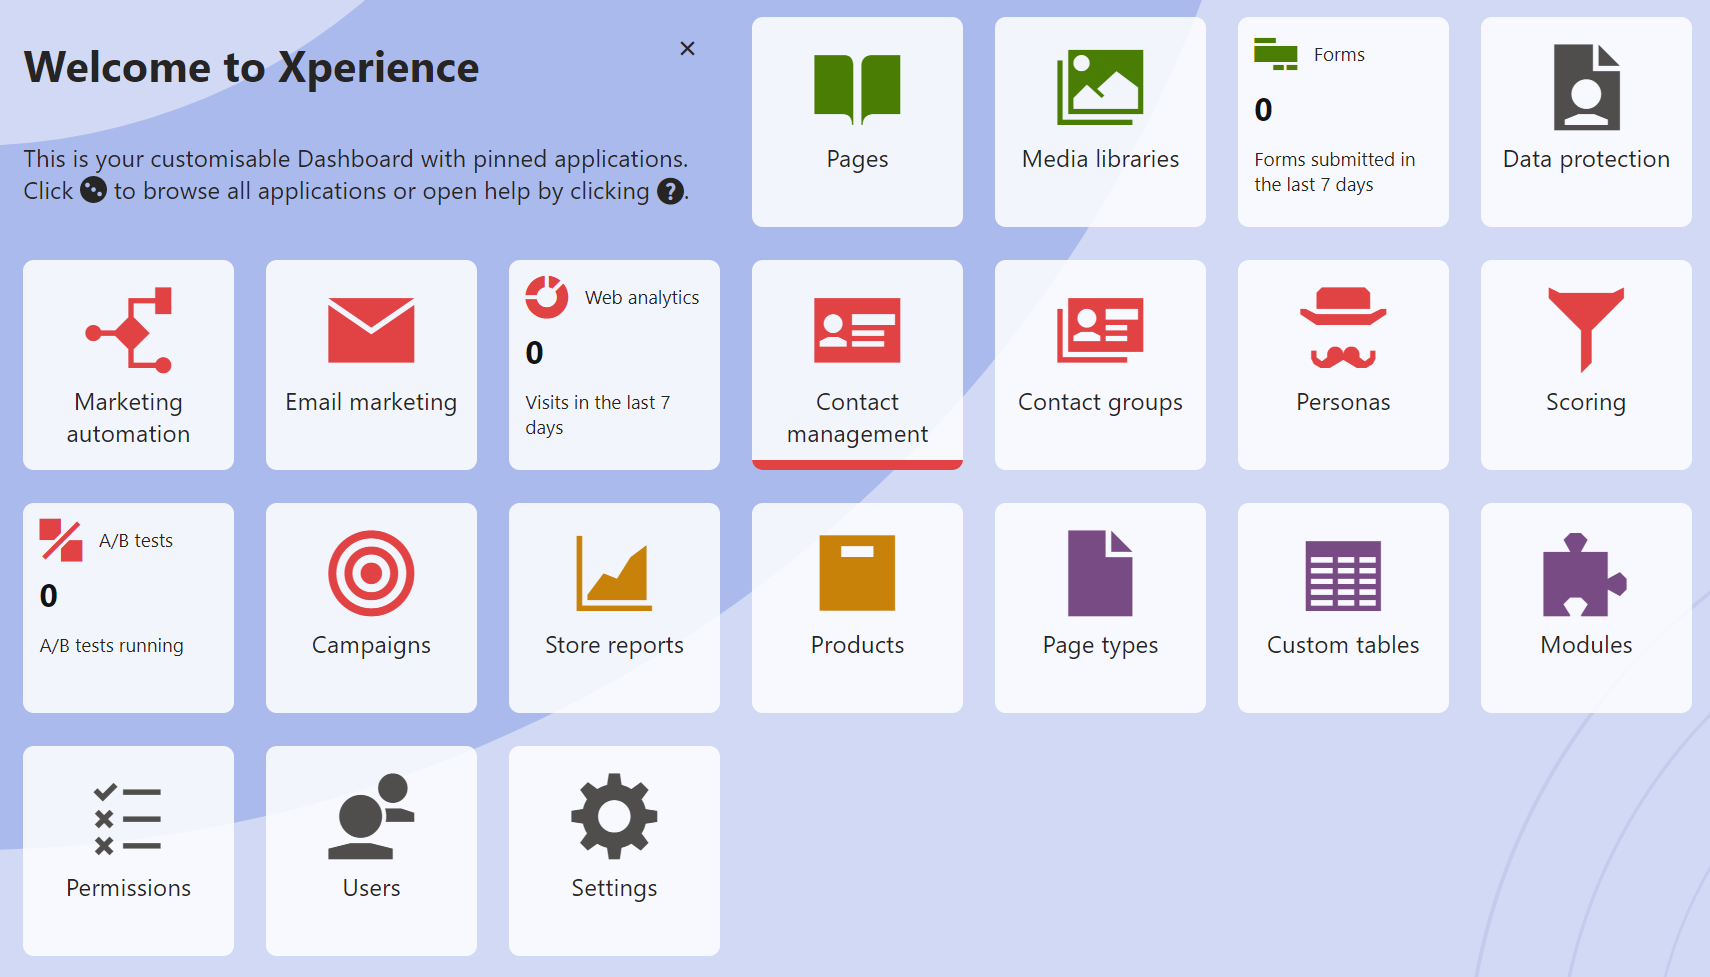 Welcome to Xperience
This is your customisable Dashboard with pinned applications.
Click to browse all applications or open help by clicking ?.
Pages
Media libraries
Forms
0
Forms submitted in
the last 7 days
Data protection
Marketing
automation
Email marketing
Web analytics
0
Visits in the last 7
days
Contact
management
Contact groups
Personas
Scoring
A/B tests
0
A/B tests running
Campaigns
Store reports
Products
Page types
Custom tables
Modules
Permissions
Users
Settings